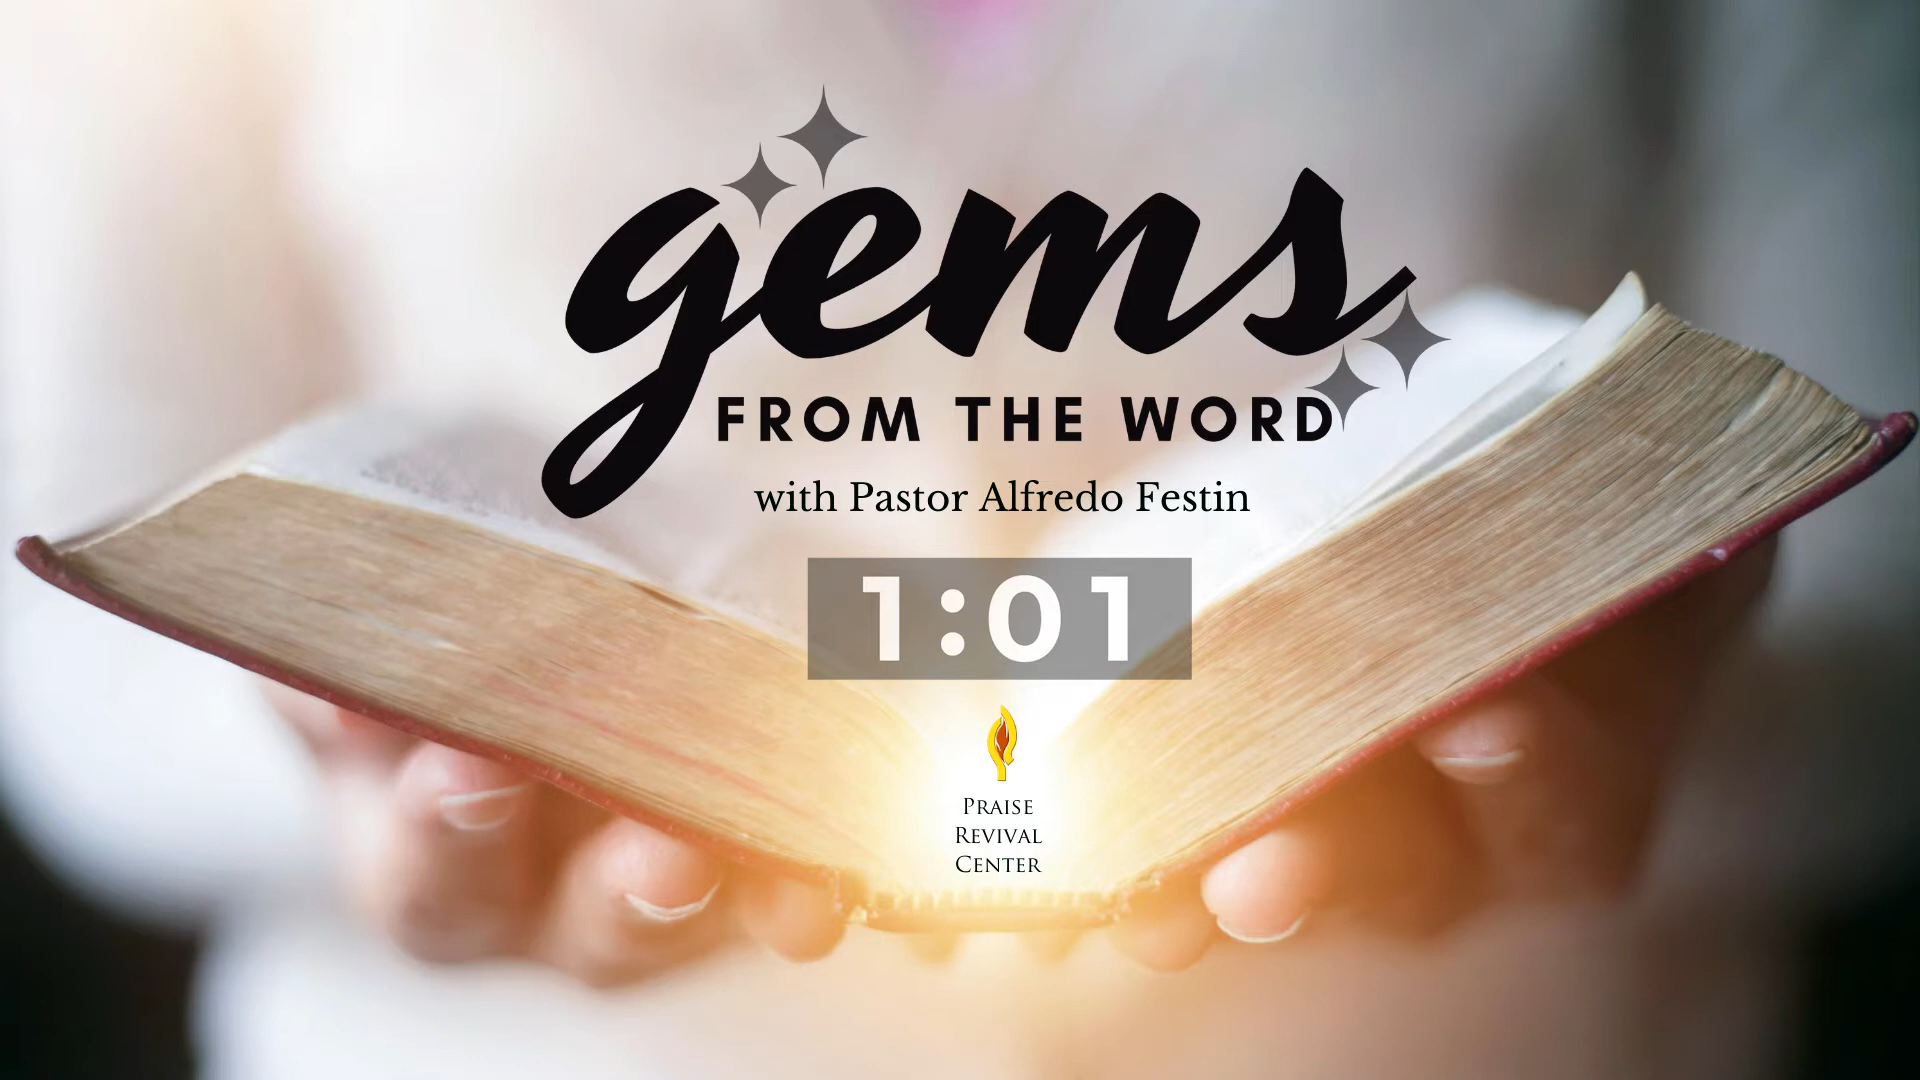 gems
FROM THE WORD
with Pastor Alfredo Festin
1:01
PRAISE
REVIVAL
CENTER